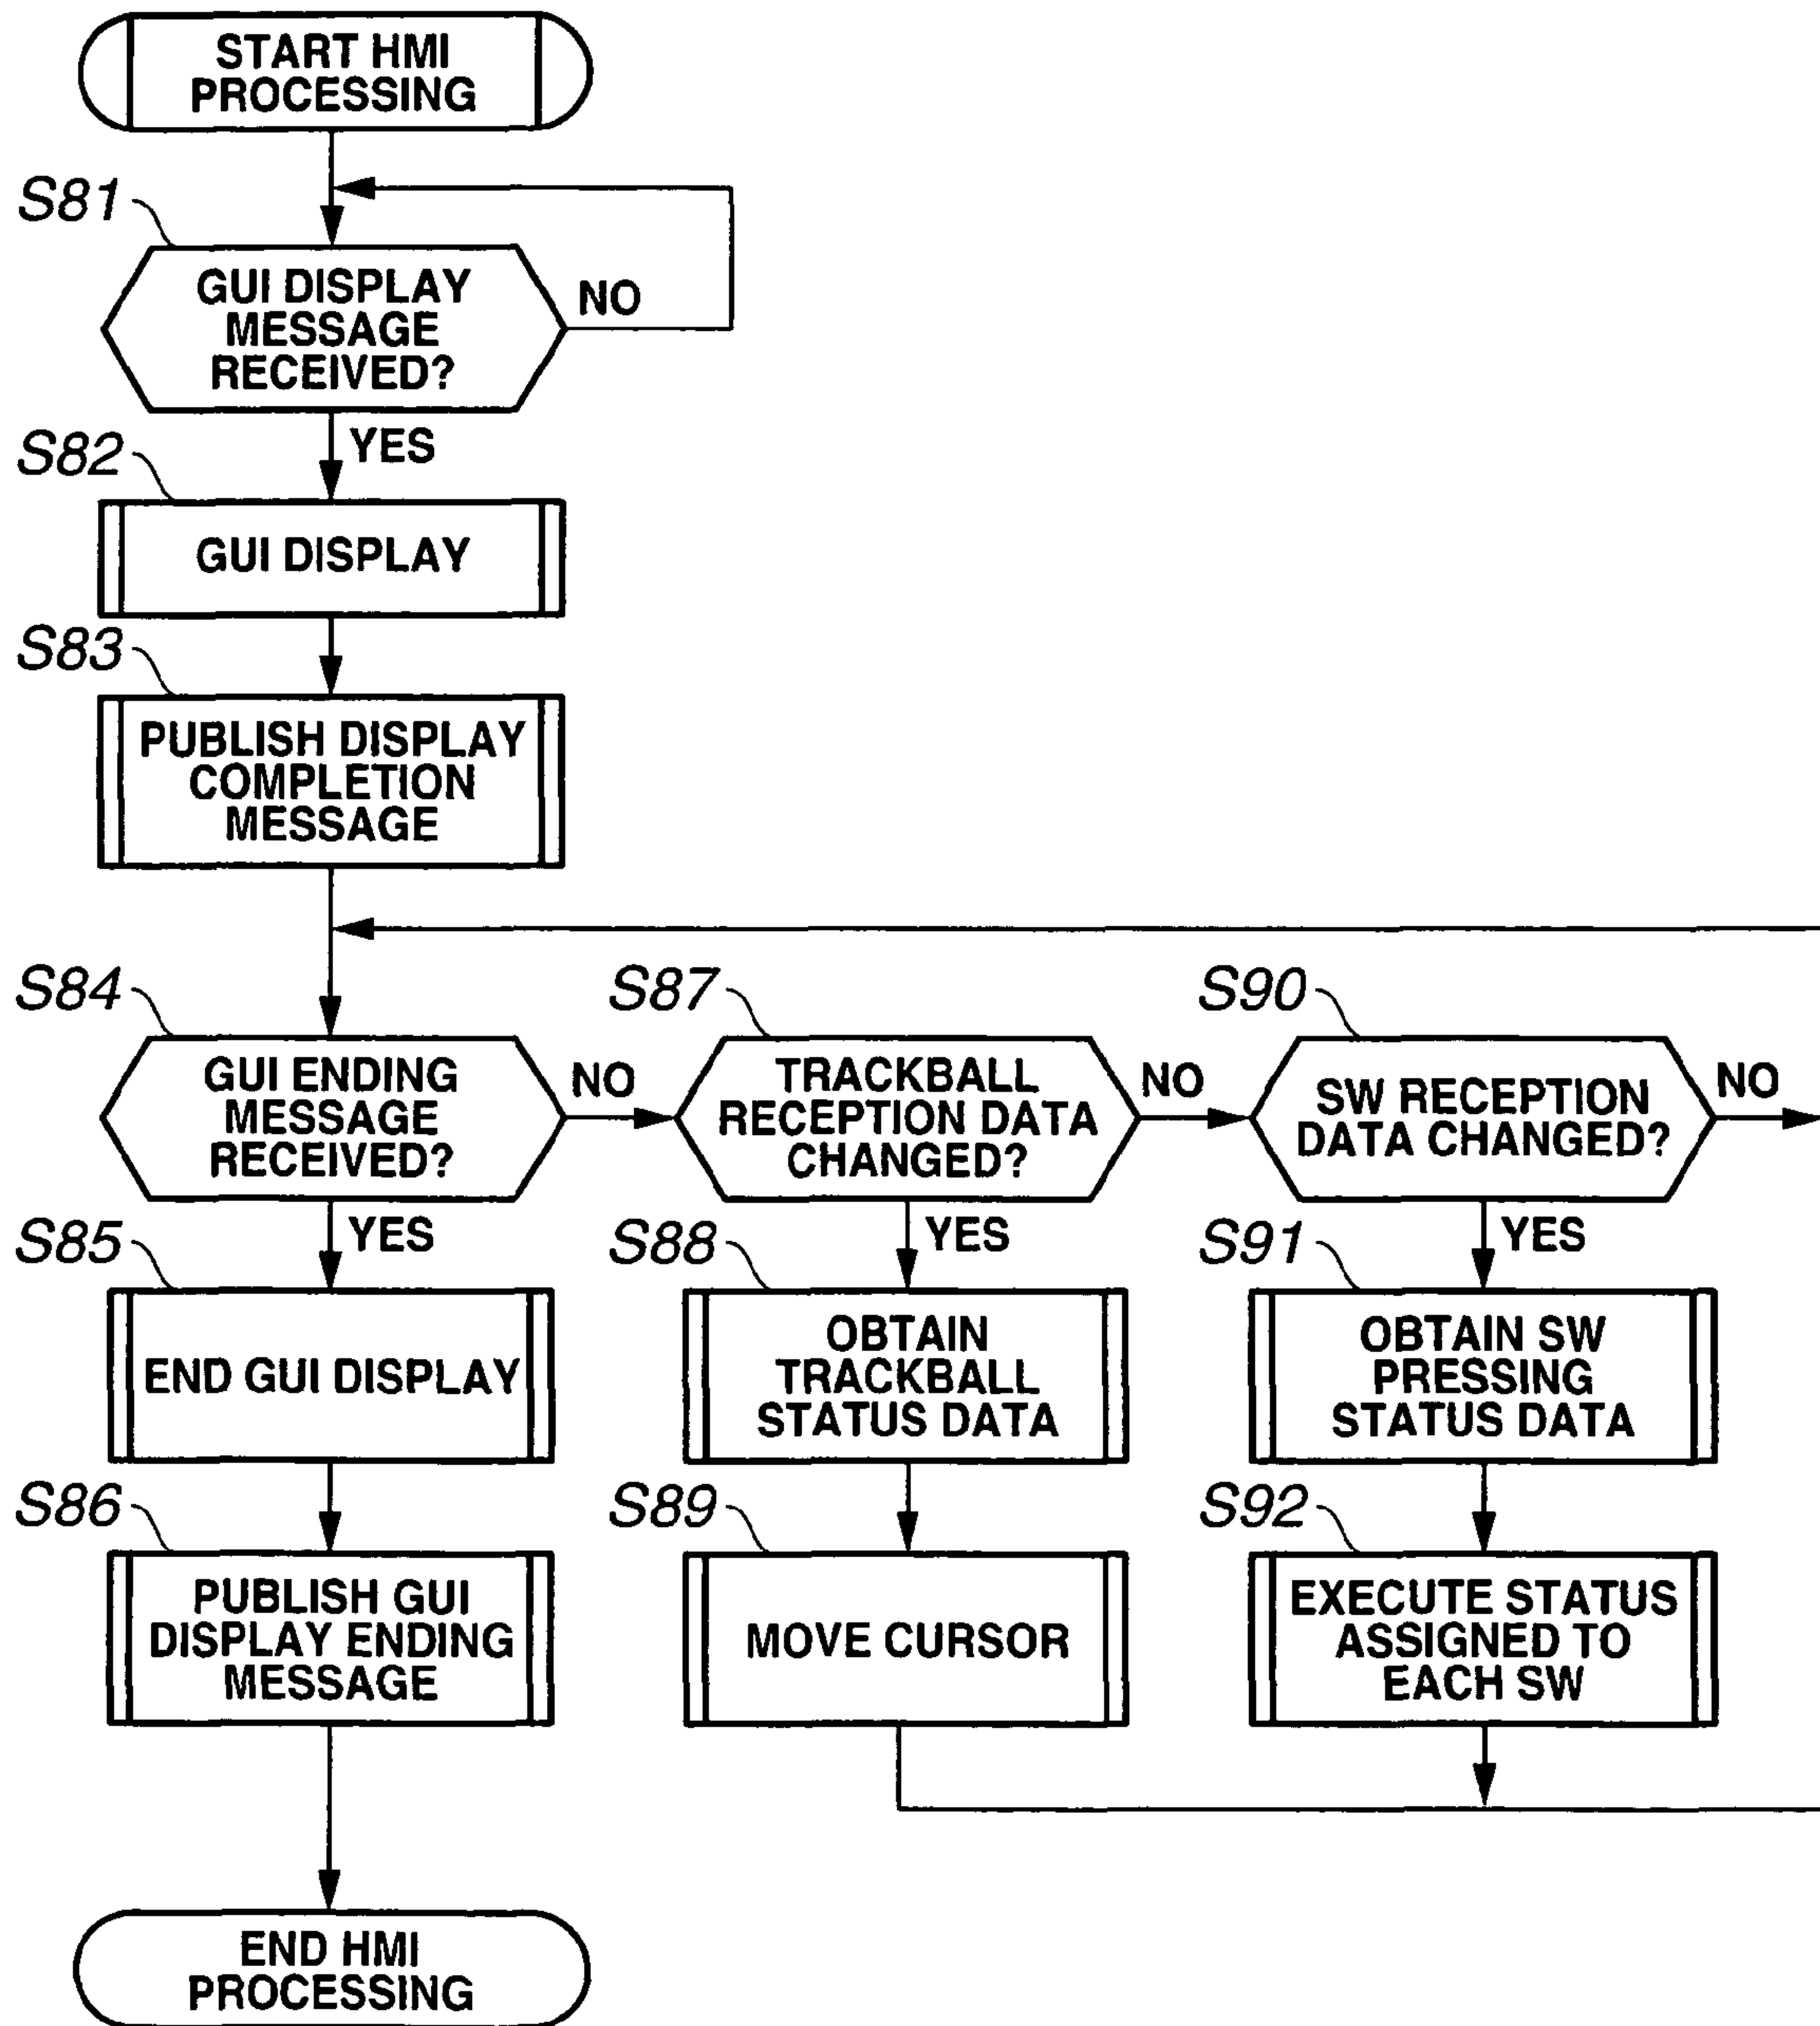 START HMI
PROCESSING
S81
GUI DISPLAY
MESSAGE
RECEIVED?
NO
YES
S82
GUI DISPLAY
S83
PUBLISH DISPLAY
COMPLETION
MESSAGE
S84
GUI ENDING
MESSAGE
RECEIVED?
NO
YES
S87
TRACKBALL
RECEPTION DATA
CHANGED?
NO
YES
S90
SW RECEPTION
DATA CHANGED?
NO
YES
S85
END GUI DISPLAY
S88
OBTAIN
TRACKBALL
STATUS DATA
S91
OBTAIN SW
PRESSING
STATUS DATA
S86
PUBLISH GUI
DISPLAY ENDING
MESSAGE
S89
MOVE CURSOR
S92
EXECUTE STATUS
ASSIGNED TO
EACH SW
END HMI
PROCESSING